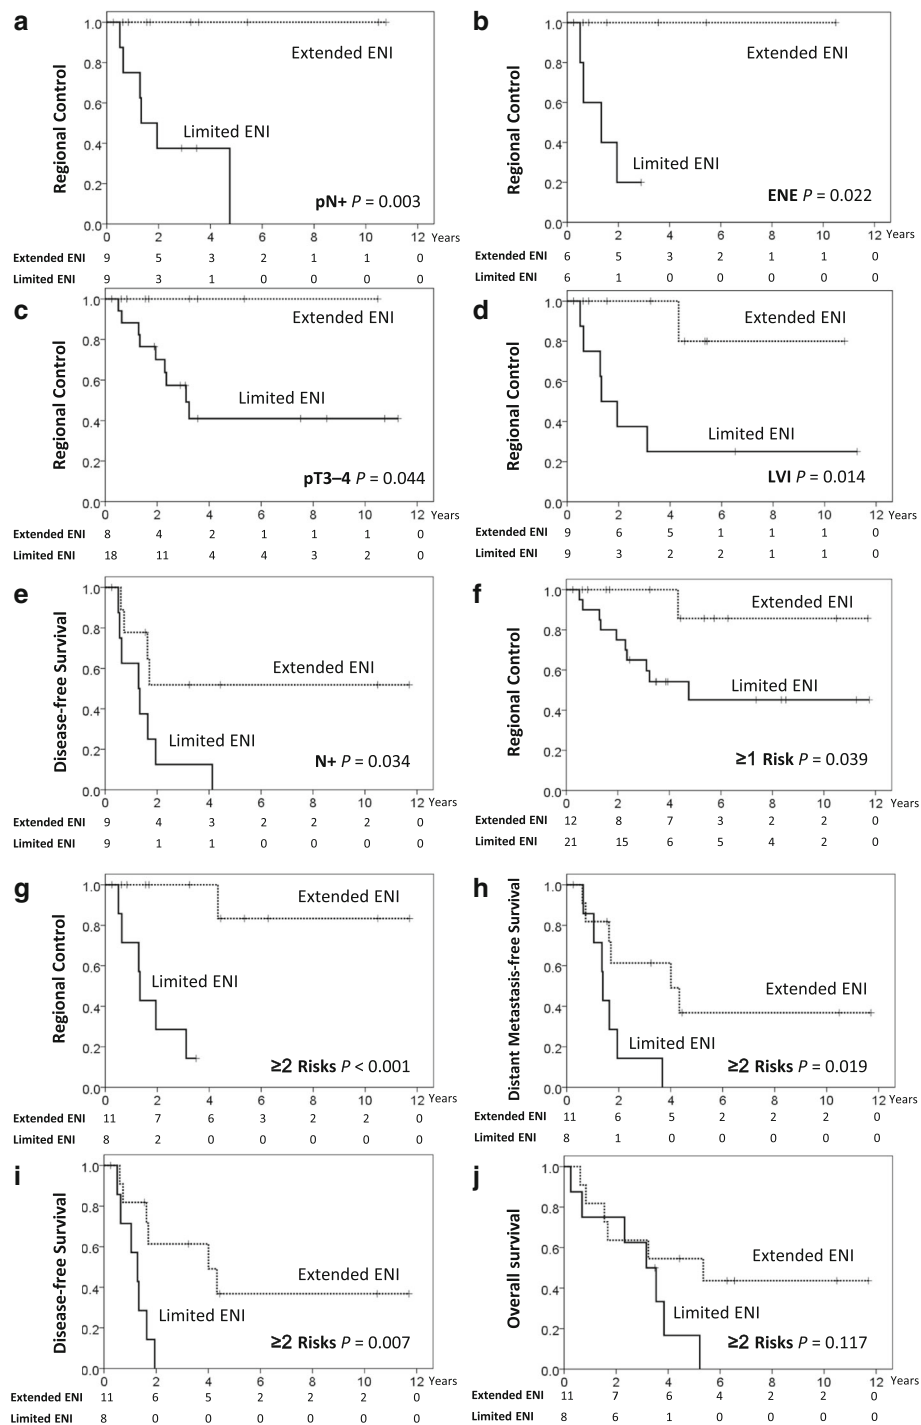 a
Regional Control
1.0
0.8
0.6
0.4
0.2
0.0
Extended ENI
Limited ENI
pN+ P = 0.003
0 2 4 6 8 10 12 Years
Extended ENI 9 5 3 2 1 1 0
Limited ENI 9 3 1 0 0 0 0
b
Regional Control
1.0
0.8
0.6
0.4
0.2
0.0
Extended ENI
Limited ENI
ENE P = 0.022
0 2 4 6 8 10 12 Years
Extended ENI 6 5 3 2 1 1 0
Limited ENI 6 1 0 0 0 0 0
c
Regional Control
1.0
0.8
0.6
0.4
0.2
0.0
Extended ENI
Limited ENI
pT3–4 P = 0.044
0 2 4 6 8 10 12 Years
Extended ENI 8 4 2 1 1 1 0
Limited ENI 18 11 4 4 3 2 0
d
Regional Control
1.0
0.8
0.6
0.4
0.2
0.0
Extended ENI
Limited ENI
LVI P = 0.014
0 2 4 6 8 10 12 Years
Extended ENI 9 6 5 1 1 1 0
Limited ENI 9 3 2 2 1 1 0
e
Disease-free Survival
1.0
0.8
0.6
0.4
0.2
0.0
Extended ENI
Limited ENI
N+ P = 0.034
0 2 4 6 8 10 12 Years
Extended ENI 9 4 3 2 2 2 0
Limited ENI 9 1 1 0 0 0 0
f
Regional Control
1.0
0.8
0.6
0.4
0.2
0.0
Extended ENI
Limited ENI
≥1 Risk P = 0.039
0 2 4 6 8 10 12 Years
Extended ENI 12 8 7 3 2 2 0
Limited ENI 21 15 6 5 4 2 0
g
Regional Control
1.0
0.8
0.6
0.4
0.2
0.0
Extended ENI
Limited ENI
≥2 Risks P < 0.001
0 2 4 6 8 10 12 Years
Extended ENI 11 7 6 3 2 2 0
Limited ENI 8 2 0 0 0 0 0
h
Distant Metastasis-free Survival
1.0
0.8
0.6
0.4
0.2
0.0
Extended ENI
Limited ENI
≥2 Risks P = 0.019
0 2 4 6 8 10 12 Years
Extended ENI 11 6 5 2 2 2 0
Limited ENI 8 1 0 0 0 0 0
i
Disease-free Survival
1.0
0.8
0.6
0.4
0.2
0.0
Extended ENI
Limited ENI
≥2 Risks P = 0.007
0 2 4 6 8 10 12 Years
Extended ENI 11 6 5 2 2 2 0
Limited ENI 8 0 0 0 0 0 0
j
Overall survival
1.0
0.8
0.6
0.4
0.2
0.0
Extended ENI
Limited ENI
≥2 Risks P = 0.117
0 2 4 6 8 10 12 Years
Extended ENI 11 7 6 4 2 2 0
Limited ENI 8 6 1 0 0 0 0